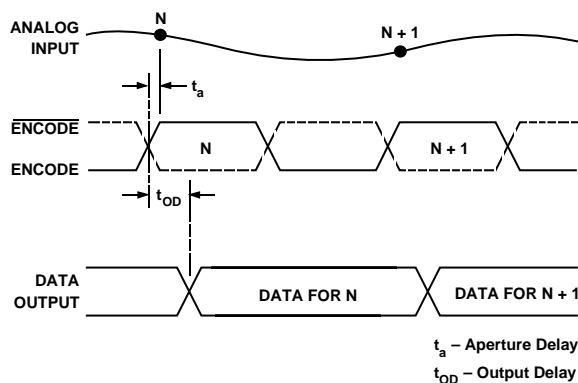 ANALOG
INPUT
N
N + 1
ta
ENCODE
ENCODE
N
N + 1
tOD
DATA
OUTPUT
DATA FOR N
DATA FOR N + 1
ta – Aperture Delay
tOD – Output Delay